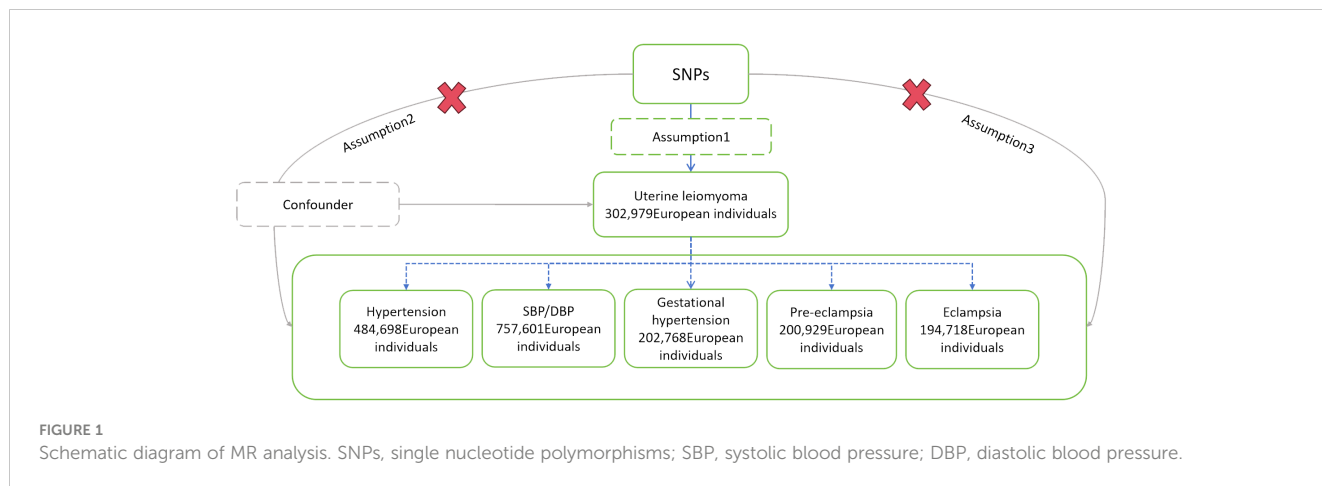 SNPs
Assumption2
Assumption1
Assumption3
Confounder
Uterine leiomyoma
302,979European individuals
Hypertension
484,698European
individuals
SBP/DBP
757,601European
individuals
Gestational
hypertension
202,768European
individuals
Pre-eclampsia
200,929European
individuals
Eclampsia
194,718European
individuals
FIGURE 1
Schematic diagram of MR analysis. SNPs, single nucleotide polymorphisms; SBP, systolic blood pressure; DBP, diastolic blood pressure.